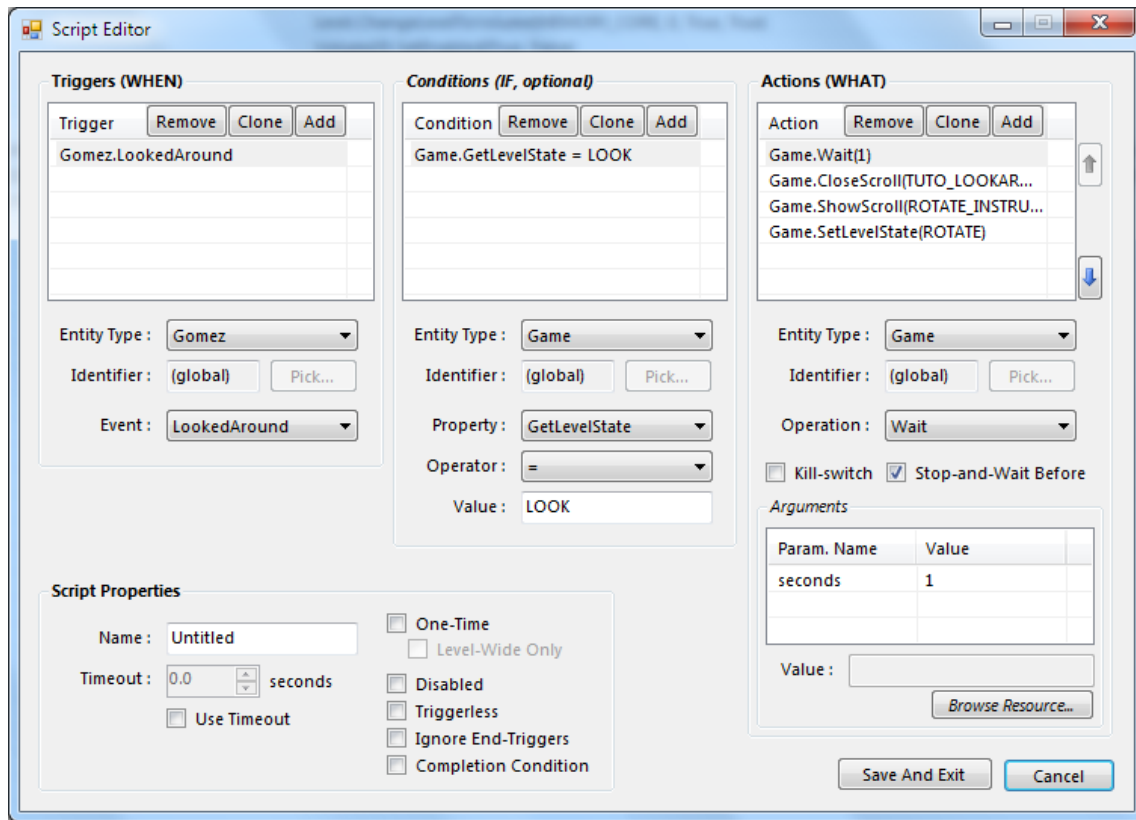 Script Editor
Triggers (WHEN)
Trigger Remove Clone Add
Gomez.LookedAround
Entity Type : Gomez
Identifier : (global) Pick...
Event : LookedAround
Conditions (IF, optional)
Condition Remove Clone Add
Game.GetLevelState = LOOK
Entity Type : Game
Identifier : (global) Pick...
Property : GetLevelState
Operator : =
Value : LOOK
Actions (WHAT)
Action Remove Clone Add
Game.Wait(1)
Game.CloseScroll(TUTO_LOOKAR...
Game.ShowScroll(ROTATE_INSTRU...
Game.SetLevelState(ROTATE)
Entity Type : Game
Identifier : (global) Pick...
Operation : Wait
Kill-switch Stop-and-Wait Before
Arguments
Param. Name Value
seconds 1
Value :
Browse Resource...
Script Properties
Name : Untitled
Timeout : 0.0 seconds
Use Timeout
One-Time
Level-Wide Only
Disabled
Triggerless
Ignore End-Triggers
Completion Condition
Save And Exit Cancel